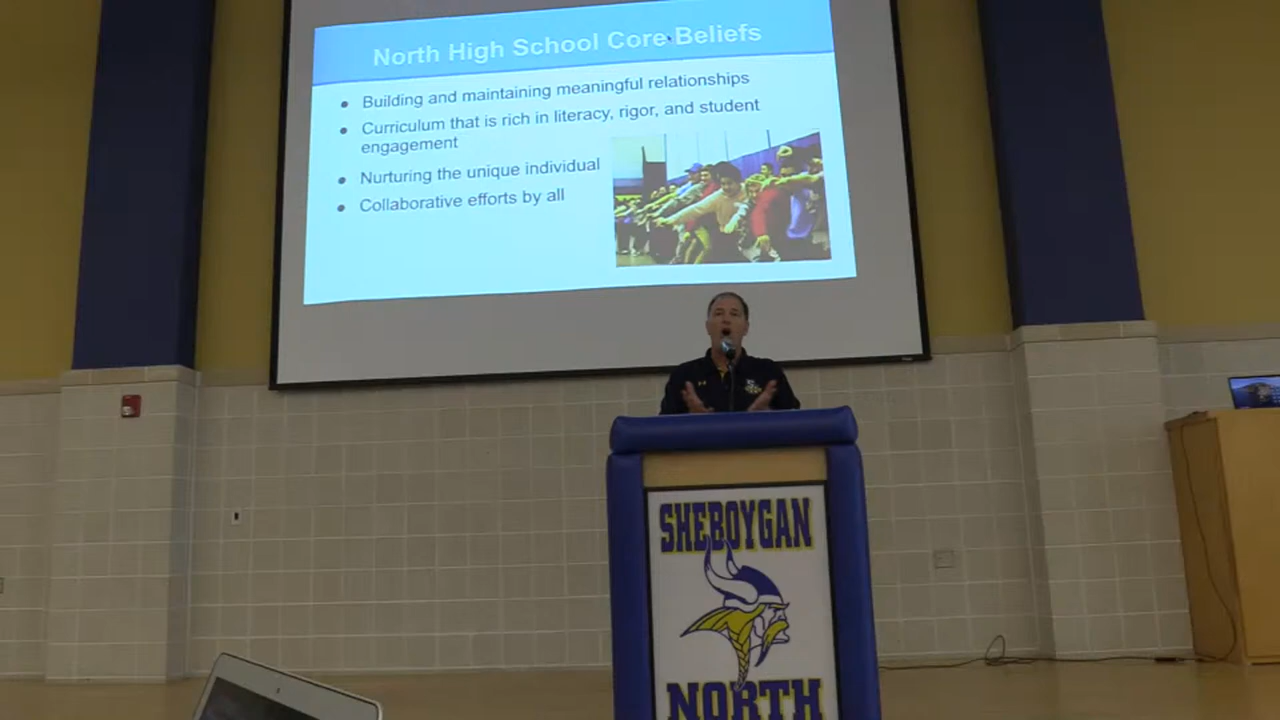 North High School Core Beliefs
Building and maintaining meaningful relationships
Curriculum that is rich in literacy, rigor, and student
engagement
Nurturing the unique individual
Collaborative efforts by all
SHEBOYGAN
NORTH